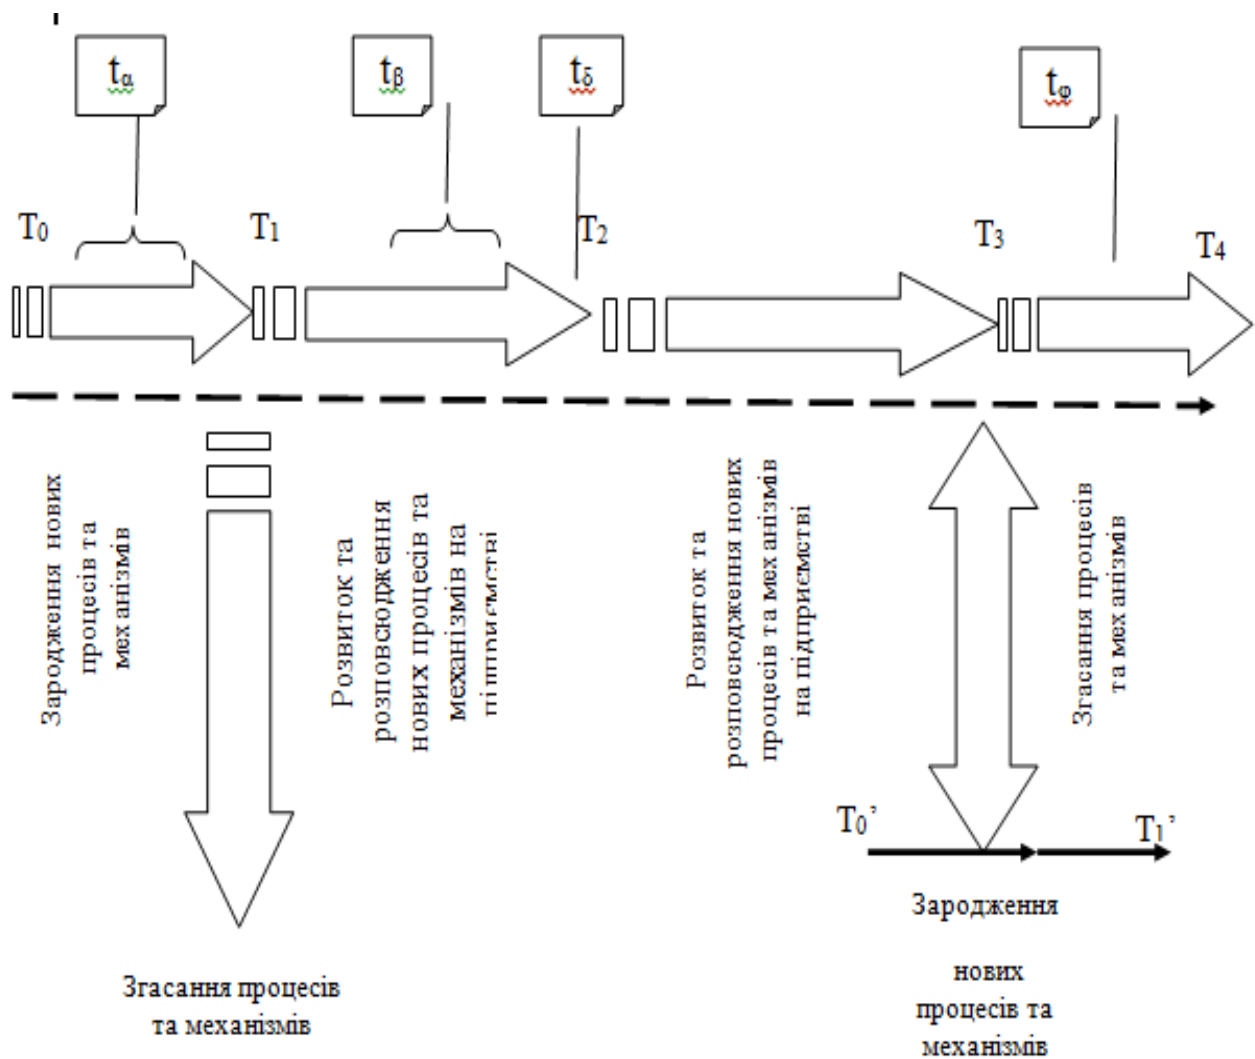 tα
tβ
tδ
tφ
T0
T1
T2
T3
T4
Зародження нових
процесів та
механізмів
Розвиток та
розповсюдження
нових процесів та
механізмів на
підприємстві
Розвиток та
розповсюдження нових
процесів та механізмів
на підприємстві
Згасання процесів
та механізмів
T0’
T1’
Згасання процесів
та механізмів
Зародження
нових
процесів та
механізмів